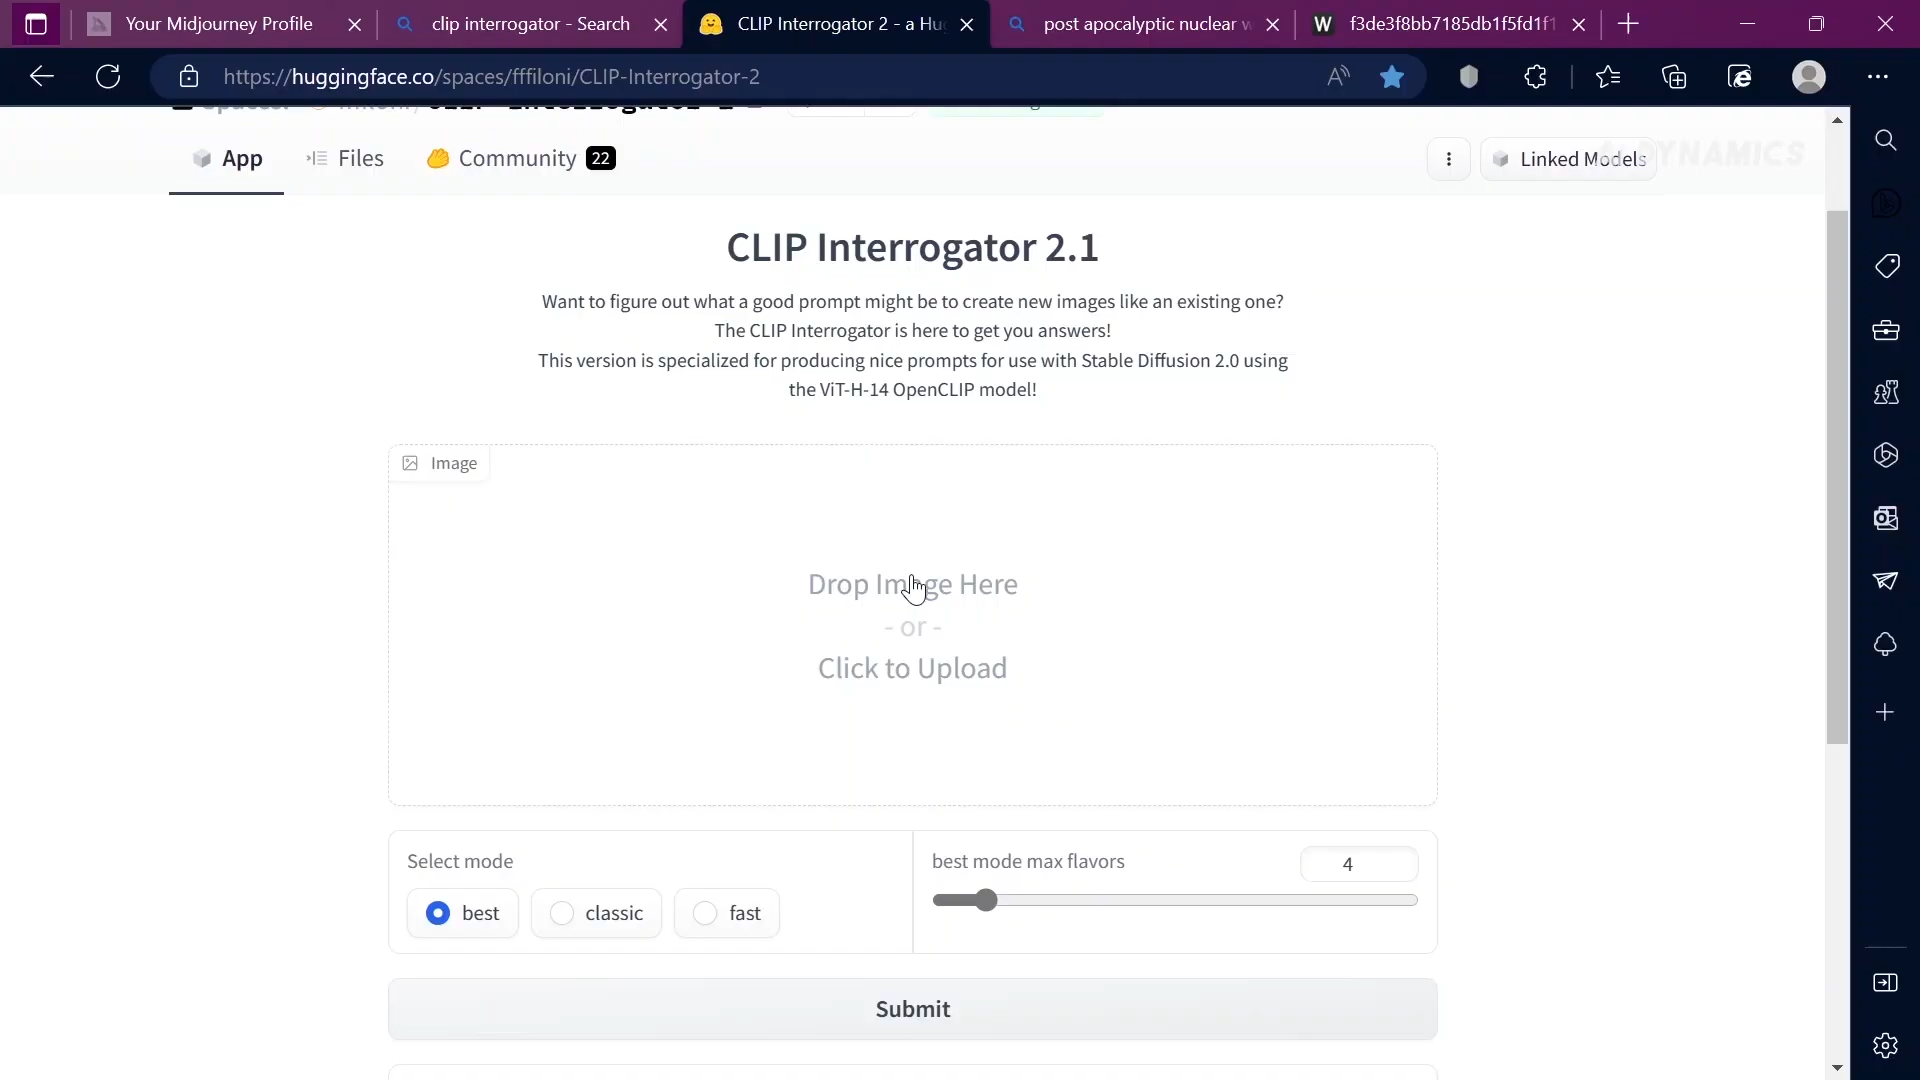 Your Midjourney Profile
clip interrogator - Search
CLIP Interrogator 2 - a Hu
post apocalyptic nuclear w
W f3de3f8bb7185db1f5fd1f1
https://huggingface.co/spaces/fffiloni/CLIP-Interrogator-2
App
Files
Community 22
Linked Models
CLIP Interrogator 2.1
Want to figure out what a good prompt might be to create new images like an existing one?
The CLIP Interrogator is here to get you answers!
This version is specialized for producing nice prompts for use with Stable Diffusion 2.0 using
the ViT-H-14 OpenCLIP model!
Image
Drop Image Here
- or -
Click to Upload
Select mode
best
classic
fast
best mode max flavors
4
Submit